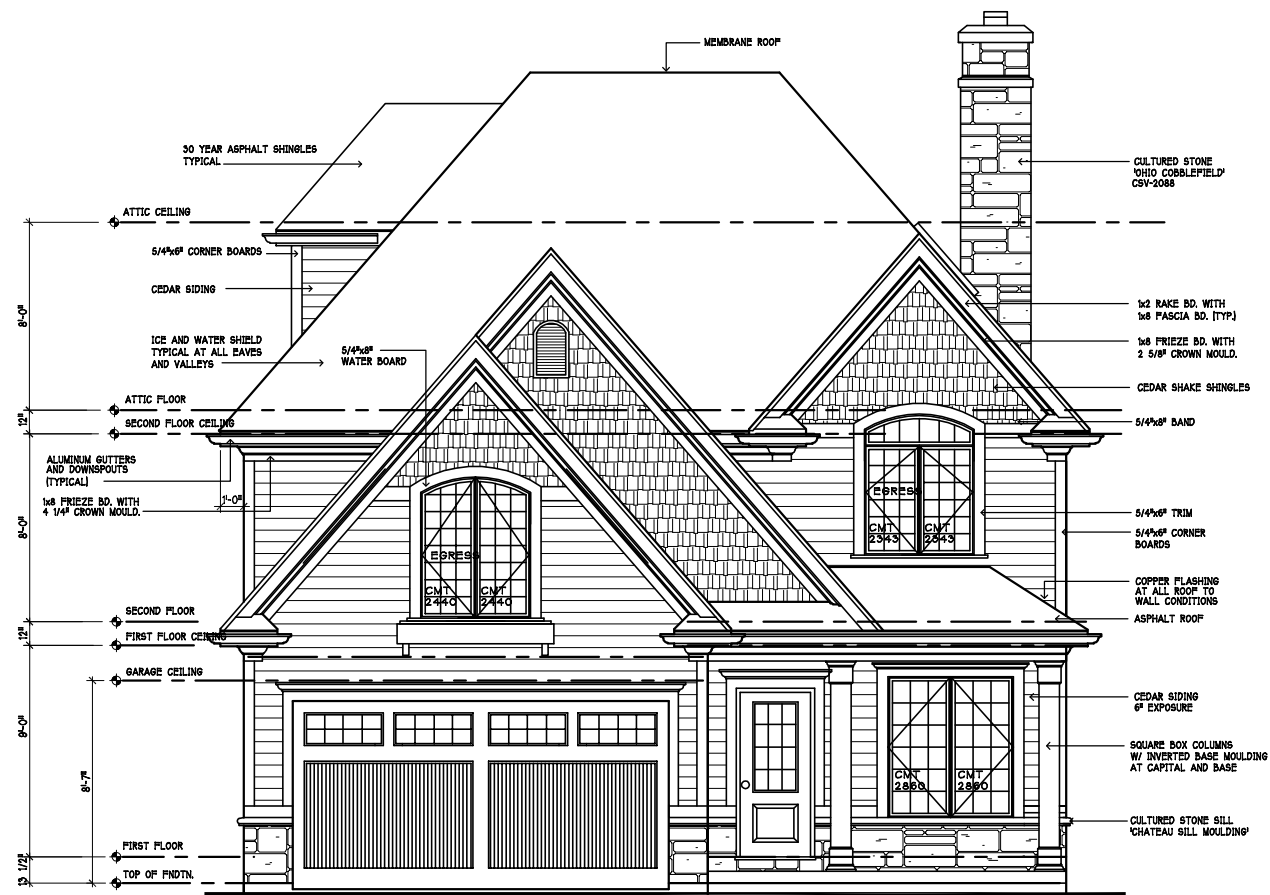 MEMBRANE ROOF
30 YEAR ASPHALT SHINGLES
TYPICAL
CULTURED STONE
'OHIO COBBLEFIELD'
CSV-2088
ATTIC CEILING
5/4"x6" CORNER BOARDS
CEDAR SIDING
8'-0"
1x2 RAKE BD. WITH
1x8 FASCIA BD. (TYP.)
ICE AND WATER SHIELD
TYPICAL AT ALL EAVES
AND VALLEYS
5/4"x8"
WATER BOARD
1x8 FRIEZE BD. WITH
2 5/8" CROWN MOULD.
CEDAR SHAKE SHINGLES
ATTIC FLOOR
12"
SECOND FLOOR CEILING
5/4"x8" BAND
ALUMINUM GUTTERS
AND DOWNSPOUTS
(TYPICAL)
1x8 FRIEZE BD. WITH
4 1/4" CROWN MOULD.
1'-0"
8'-0"
EGRESS
CMT
2343
CMT
2343
5/4"x6" TRIM
5/4"x6" CORNER
BOARDS
EGRESS
CMT
2440
CMT
2440
COPPER FLASHING
AT ALL ROOF TO
WALL CONDITIONS
ASPHALT ROOF
SECOND FLOOR
12"
FIRST FLOOR CEILING
GARAGE CEILING
9'-0"
8'-7"
CEDAR SIDING
6" EXPOSURE
SQUARE BOX COLUMNS
W/ INVERTED BASE MOULDING
AT CAPITAL AND BASE
CMT
2860
CMT
2860
CULTURED STONE SILL
'CHATEAU SILL MOULDING'
FIRST FLOOR
13 1/2"
TOP OF FNDTN.